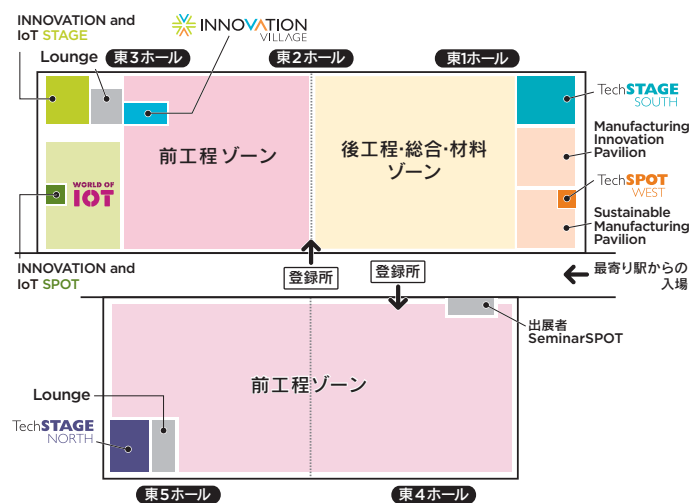 INNOVATION and
IoT STAGE
INNOVATION
VILLAGE
Lounge
東3ホール
東2ホール
東1ホール
TechSTAGE
SOUTH
前工程 ゾーン
後工程・総合・材料
ゾーン
Manufacturing
Innovation
Pavilion
WORLD OF
IOT
TechSPOT
WEST
Sustainable
Manufacturing
Pavilion
INNOVATION and
IoT SPOT
登録所
登録所
最寄り駅からの
入場
出展者
SeminarSPOT
前工程ゾーン
Lounge
TechSTAGE
NORTH
東5ホール
東4ホール